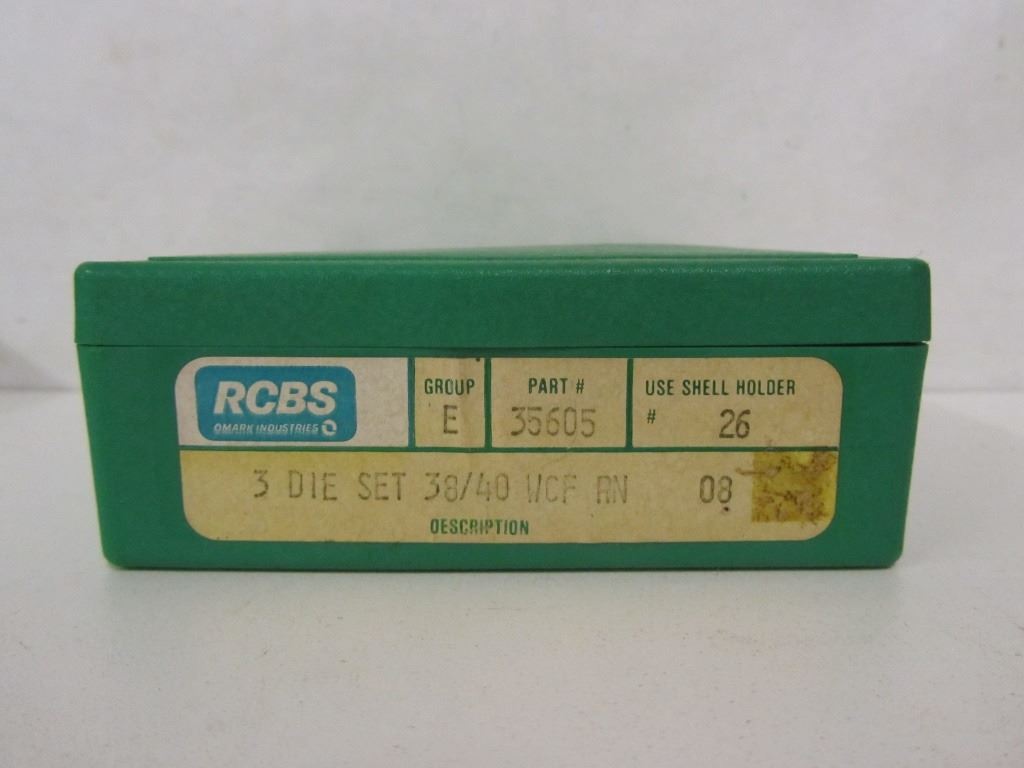 RCBS
OMARK INDUSTRIES
GROUP
E
PART #
35605
USE SHELL HOLDER
# 26
3 DIE SET 38/40 WCF RN 08
DESCRIPTION